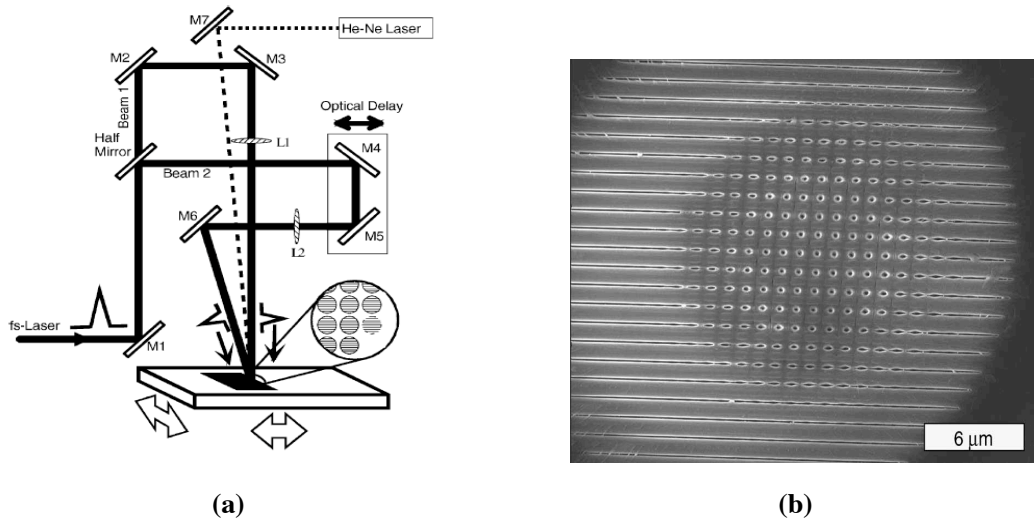 M7
He-Ne Laser
M2
M3
Beam 1
Optical Delay
Half
Mirror
L1
M4
Beam 2
M6
M5
L2
fs-Laser
M1
6 μm
(a)
(b)